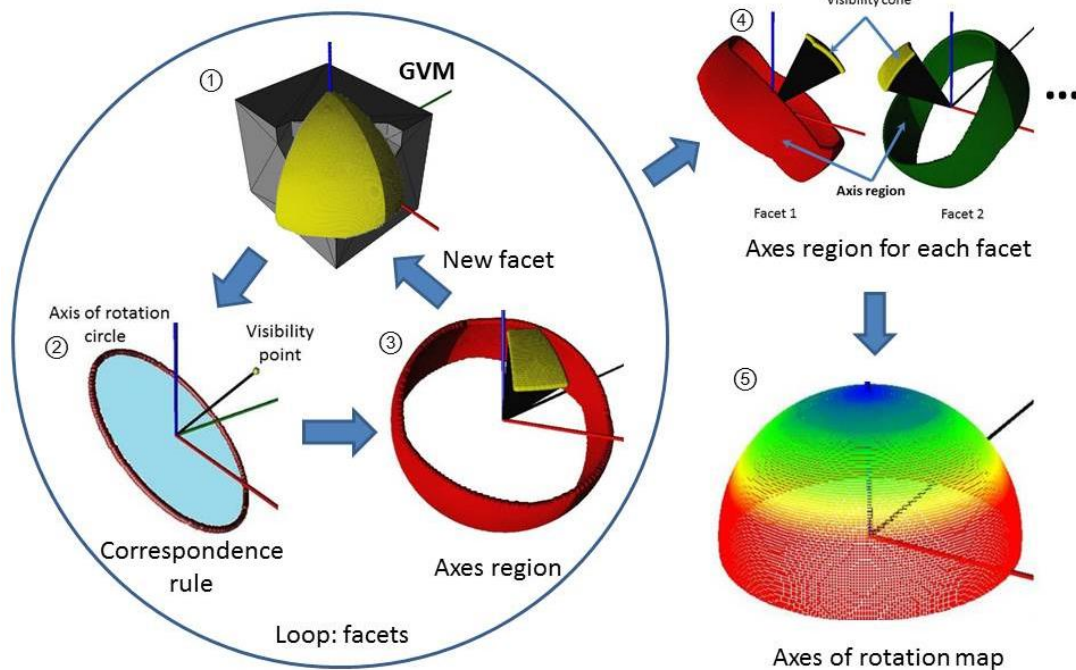 ①
GVM
New facet
Axis of rotation
circle
②
Visibility
point
Correspondence
rule
③
Axes region
Loop: facets
Visibility cone
④
...
Axis region
Facet 1
Facet 2
Axes region for each facet
⑤
Axes of rotation map